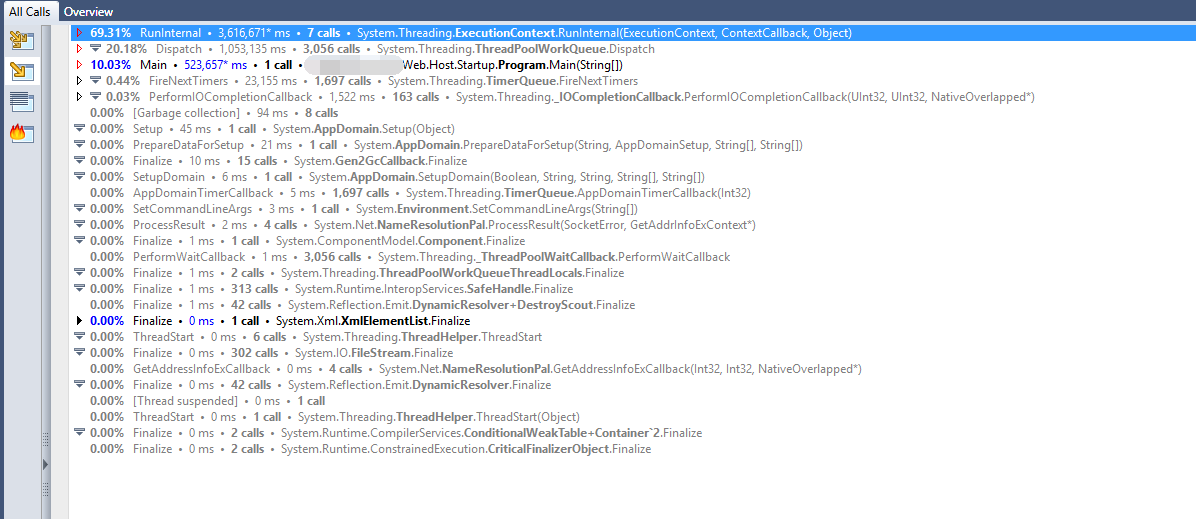 All Calls Overview
69.31% RunInternal • 3,616,671* ms • 7 calls • System.Threading.ExecutionContext.RunInternal(ExecutionContext, ContextCallback, Object)
20.18% Dispatch • 1,053,135 ms • 3,056 calls • System.Threading.ThreadPoolWorkQueue.Dispatch
10.03% Main • 523,657* ms • 1 call • Web.Host.Startup.Program.Main(String[])
0.44% FireNextTimers • 23,155 ms • 1,697 calls • System.Threading.TimerQueue.FireNextTimers
0.03% PerformIOCompletionCallback • 1,522 ms • 163 calls • System.Threading._IOCompletionCallback.PerformIOCompletionCallback(UInt32, UInt32, NativeOverlapped*)
0.00% [Garbage collection] • 94 ms • 8 calls
0.00% Setup • 45 ms • 1 call • System.AppDomain.Setup(Object)
0.00% PrepareDataForSetup • 21 ms • 1 call • System.AppDomain.PrepareDataForSetup(String, AppDomainSetup, String[], String[])
0.00% Finalize • 10 ms • 15 calls • System.Gen2GcCallback.Finalize
0.00% SetupDomain • 6 ms • 1 call • System.AppDomain.SetupDomain(Boolean, String, String, String[], String[])
0.00% AppDomainTimerCallback • 5 ms • 1,697 calls • System.Threading.TimerQueue.AppDomainTimerCallback(Int32)
0.00% SetCommandLineArgs • 3 ms • 1 call • System.Environment.SetCommandLineArgs(String[])
0.00% ProcessResult • 2 ms • 4 calls • System.Net.NameResolutionPal.ProcessResult(SocketError, GetAddrInfoExContext*)
0.00% Finalize • 1 ms • 1 call • System.ComponentModel.Component.Finalize
0.00% PerformWaitCallback • 1 ms • 3,056 calls • System.Threading._ThreadPoolWaitCallback.PerformWaitCallback
0.00% Finalize • 1 ms • 2 calls • System.Threading.ThreadPoolWorkQueueThreadLocals.Finalize
0.00% Finalize • 1 ms • 313 calls • System.Runtime.InteropServices.SafeHandle.Finalize
0.00% Finalize • 1 ms • 42 calls • System.Reflection.Emit.DynamicResolver+DestroyScout.Finalize
0.00% Finalize • 0 ms • 1 call • System.Xml.XmlElementList.Finalize
0.00% ThreadStart • 0 ms • 6 calls • System.Threading.ThreadHelper.ThreadStart
0.00% Finalize • 0 ms • 302 calls • System.IO.FileStream.Finalize
0.00% GetAddressInfoExCallback • 0 ms • 4 calls • System.Net.NameResolutionPal.GetAddressInfoExCallback(Int32, Int32, NativeOverlapped*)
0.00% Finalize • 0 ms • 42 calls • System.Reflection.Emit.DynamicResolver.Finalize
0.00% [Thread suspended] • 0 ms • 1 call
0.00% ThreadStart • 0 ms • 1 call • System.Threading.ThreadHelper.ThreadStart(Object)
0.00% Finalize • 0 ms • 2 calls • System.Runtime.CompilerServices.ConditionalWeakTable+Container`2.Finalize
0.00% Finalize • 0 ms • 2 calls • System.Runtime.ConstrainedExecution.CriticalFinalizerObject.Finalize